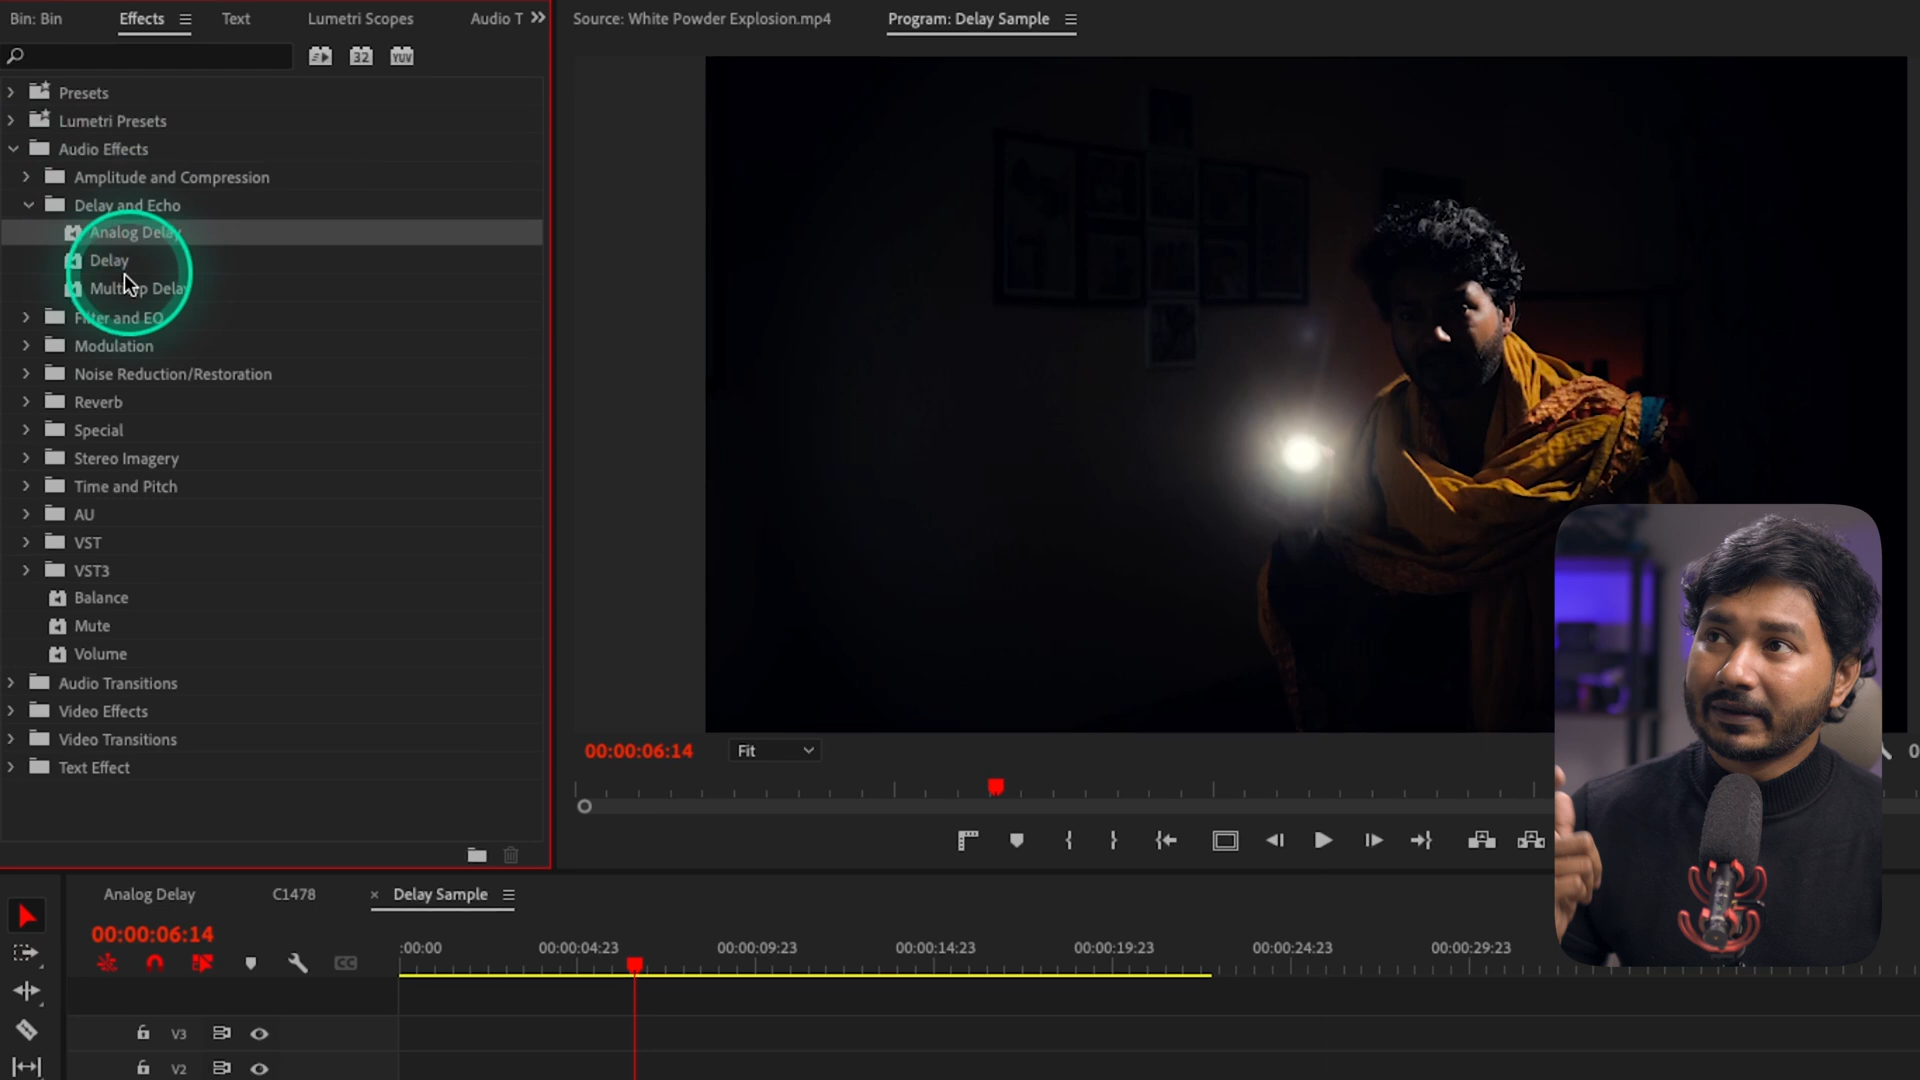 Bin: Bin Effects Text Lumetri Scopes Audio T
Source: White Powder Explosion.mp4 Program: Delay Sample
32 YUV
Presets
Lumetri Presets
Audio Effects
Amplitude and Compression
Delay and Echo
Analog Delay
Delay
Multitap Delay
Filter and EQ
Modulation
Noise Reduction/Restoration
Reverb
Special
Stereo Imagery
Time and Pitch
AU
VST
VST3
Balance
Mute
Volume
Audio Transitions
Video Effects
Video Transitions
Text Effect
00:00:06:14 Fit
Analog Delay C1478 × Delay Sample
00:00:06:14
:00:00 00:00:04:23 00:00:09:23 00:00:14:23 00:00:19:23 00:00:24:23 00:00:29:23
CC
V3
V2